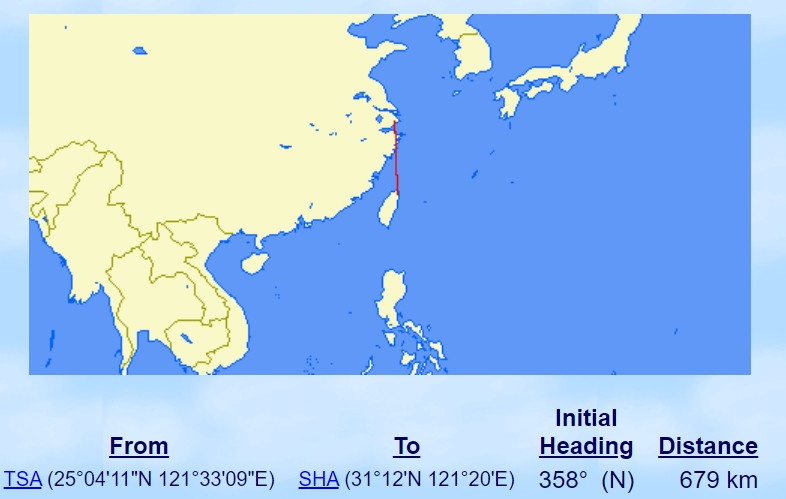 Initial
From To Heading Distance
TSA (25°04'11"N 121°33'09"E) SHA (31°12'N 121°20'E) 358° (N) 679 km